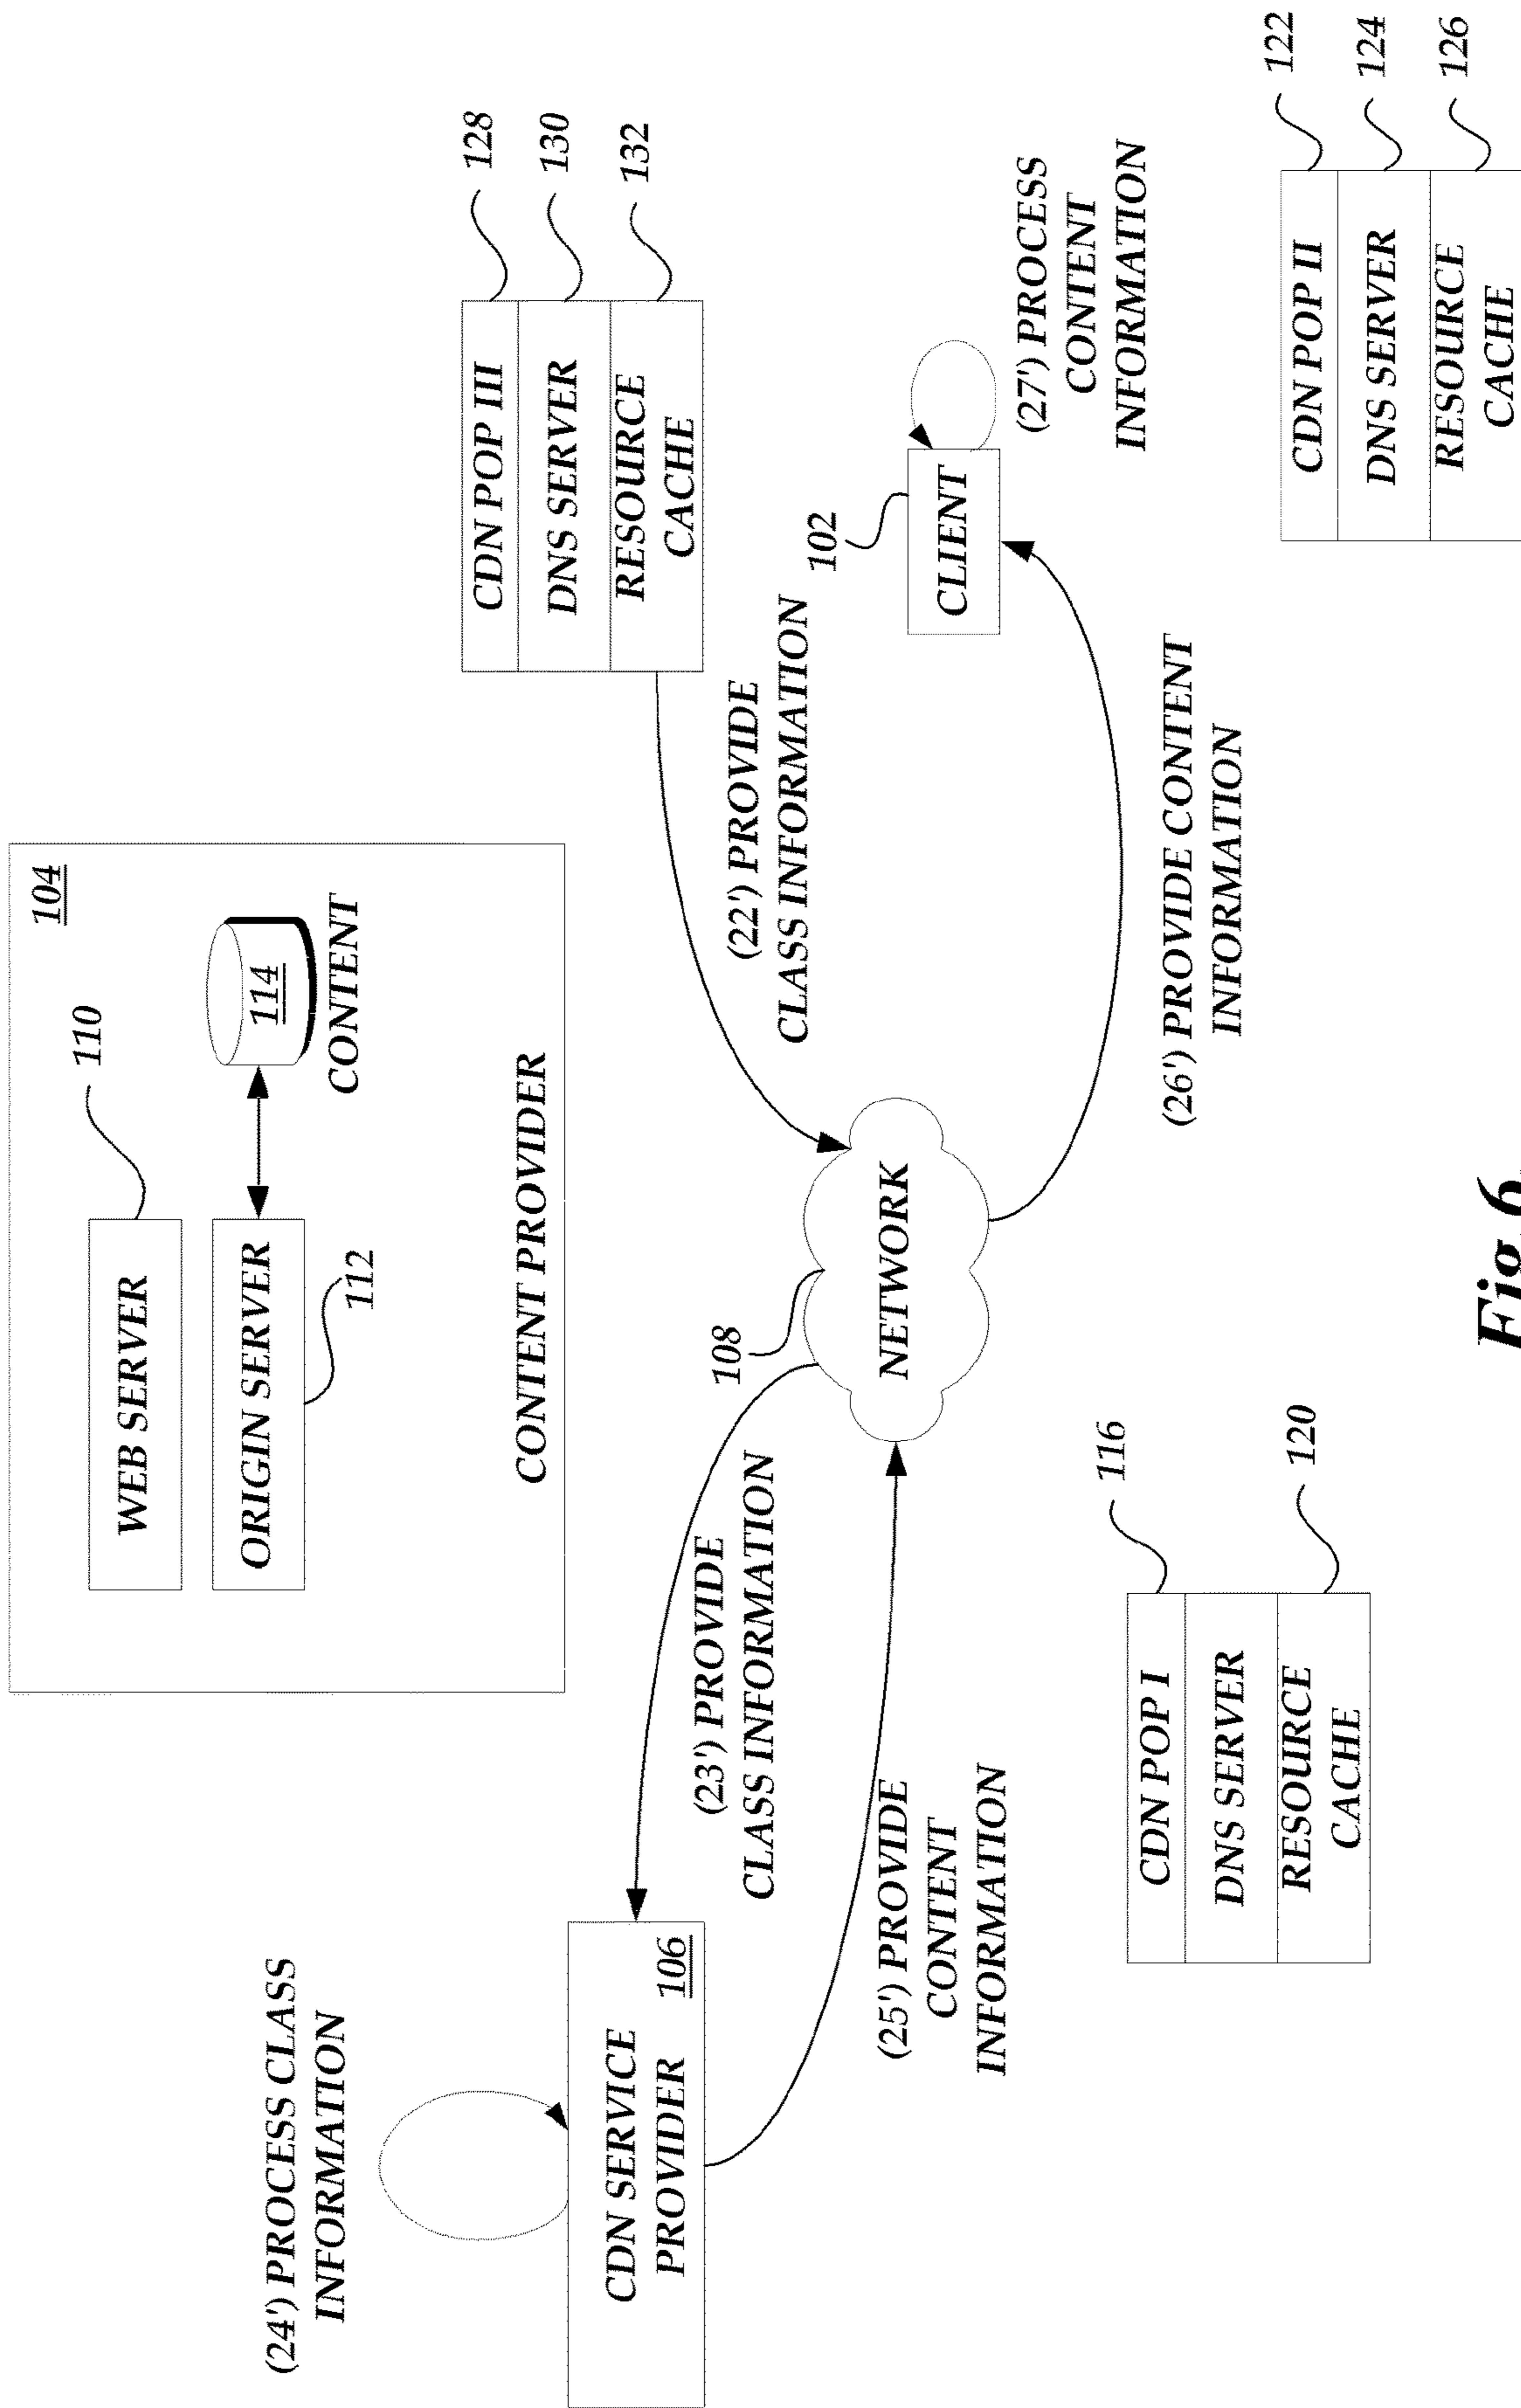 104
WEB SERVER
110
ORIGIN SERVER
112
114
CONTENT
CONTENT PROVIDER
(24') PROCESS CLASS
INFORMATION
CDN SERVICE
PROVIDER
106
(23') PROVIDE
CLASS INFORMATION
108
NETWORK
(22') PROVIDE
CLASS INFORMATION
CDN POP III
128
DNS SERVER
130
RESOURCE
CACHE
132
102
CLIENT
(27') PROCESS
CONTENT
INFORMATION
(25') PROVIDE
CONTENT
INFORMATION
(26') PROVIDE CONTENT
INFORMATION
CDN POP I
116
DNS SERVER
RESOURCE
CACHE
120
CDN POP II
122
DNS SERVER
124
RESOURCE
CACHE
126
Fig.6.